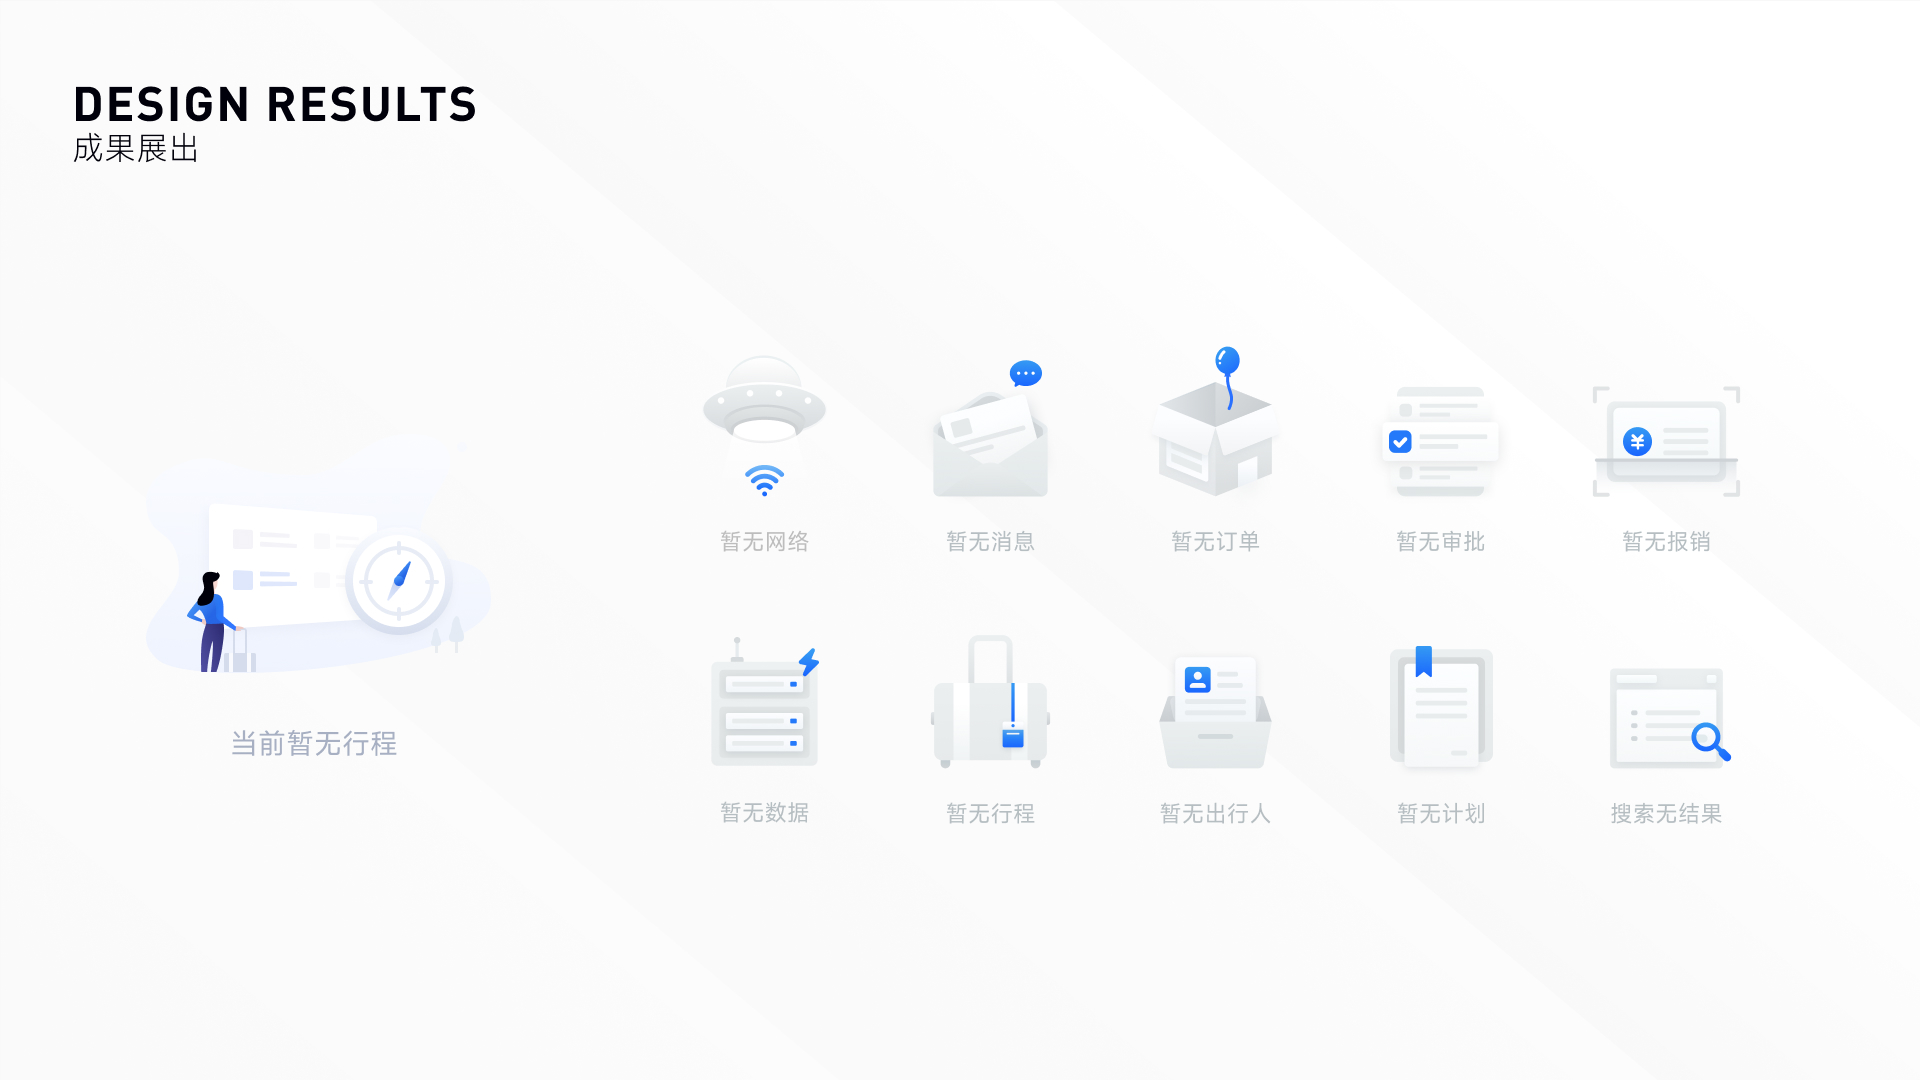 DESIGN RESULTS
成果展出
当前暂无行程
暂无网络
暂无消息
暂无订单
暂无审批
暂无报销
暂无数据
暂无行程
暂无出行人
暂无计划
搜索无结果